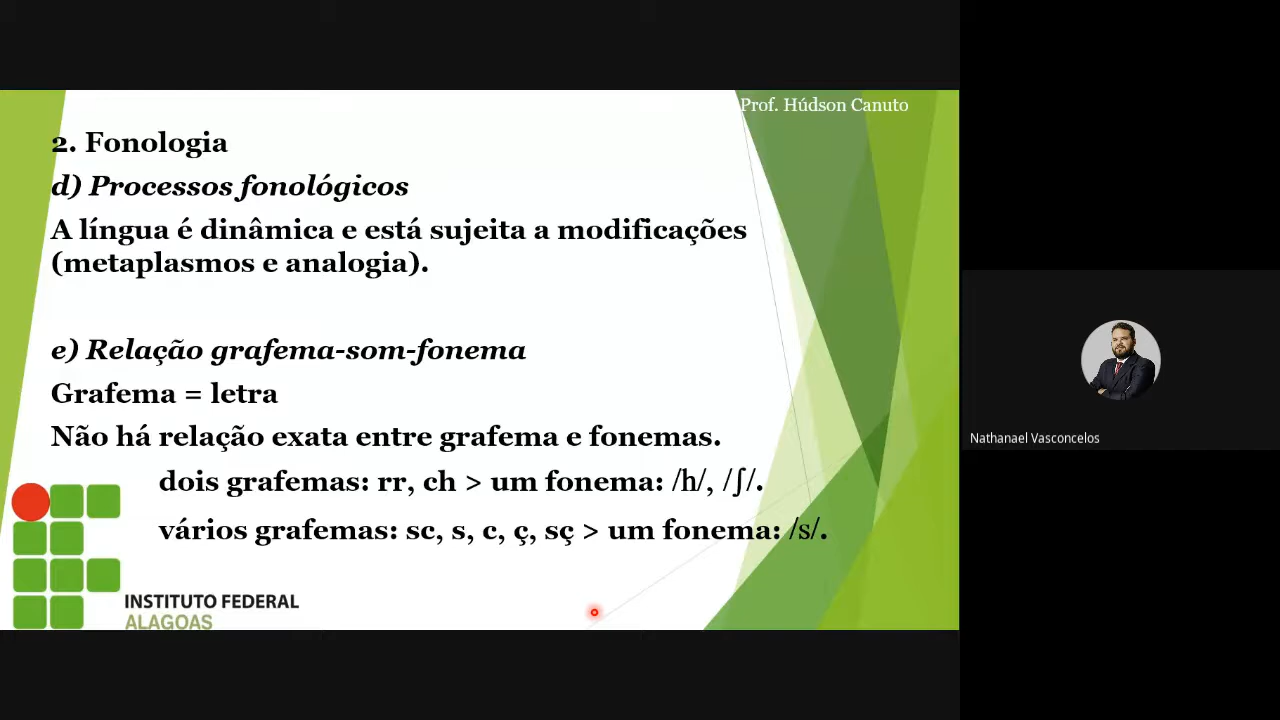 Prof. Húdson Canuto
2. Fonologia
d) Processos fonológicos
A língua é dinâmica e está sujeita a modificações
(metaplasmos e analogia).
e) Relação grafema-som-fonema
Grafema = letra
Não há relação exata entre grafema e fonemas.
dois grafemas: rr, ch > um fonema: /h/, /ʃ/.
vários grafemas: sc, s, c, ç, sç > um fonema: /s/.
INSTITUTO FEDERAL
ALAGOAS
Nathanael Vasconcelos